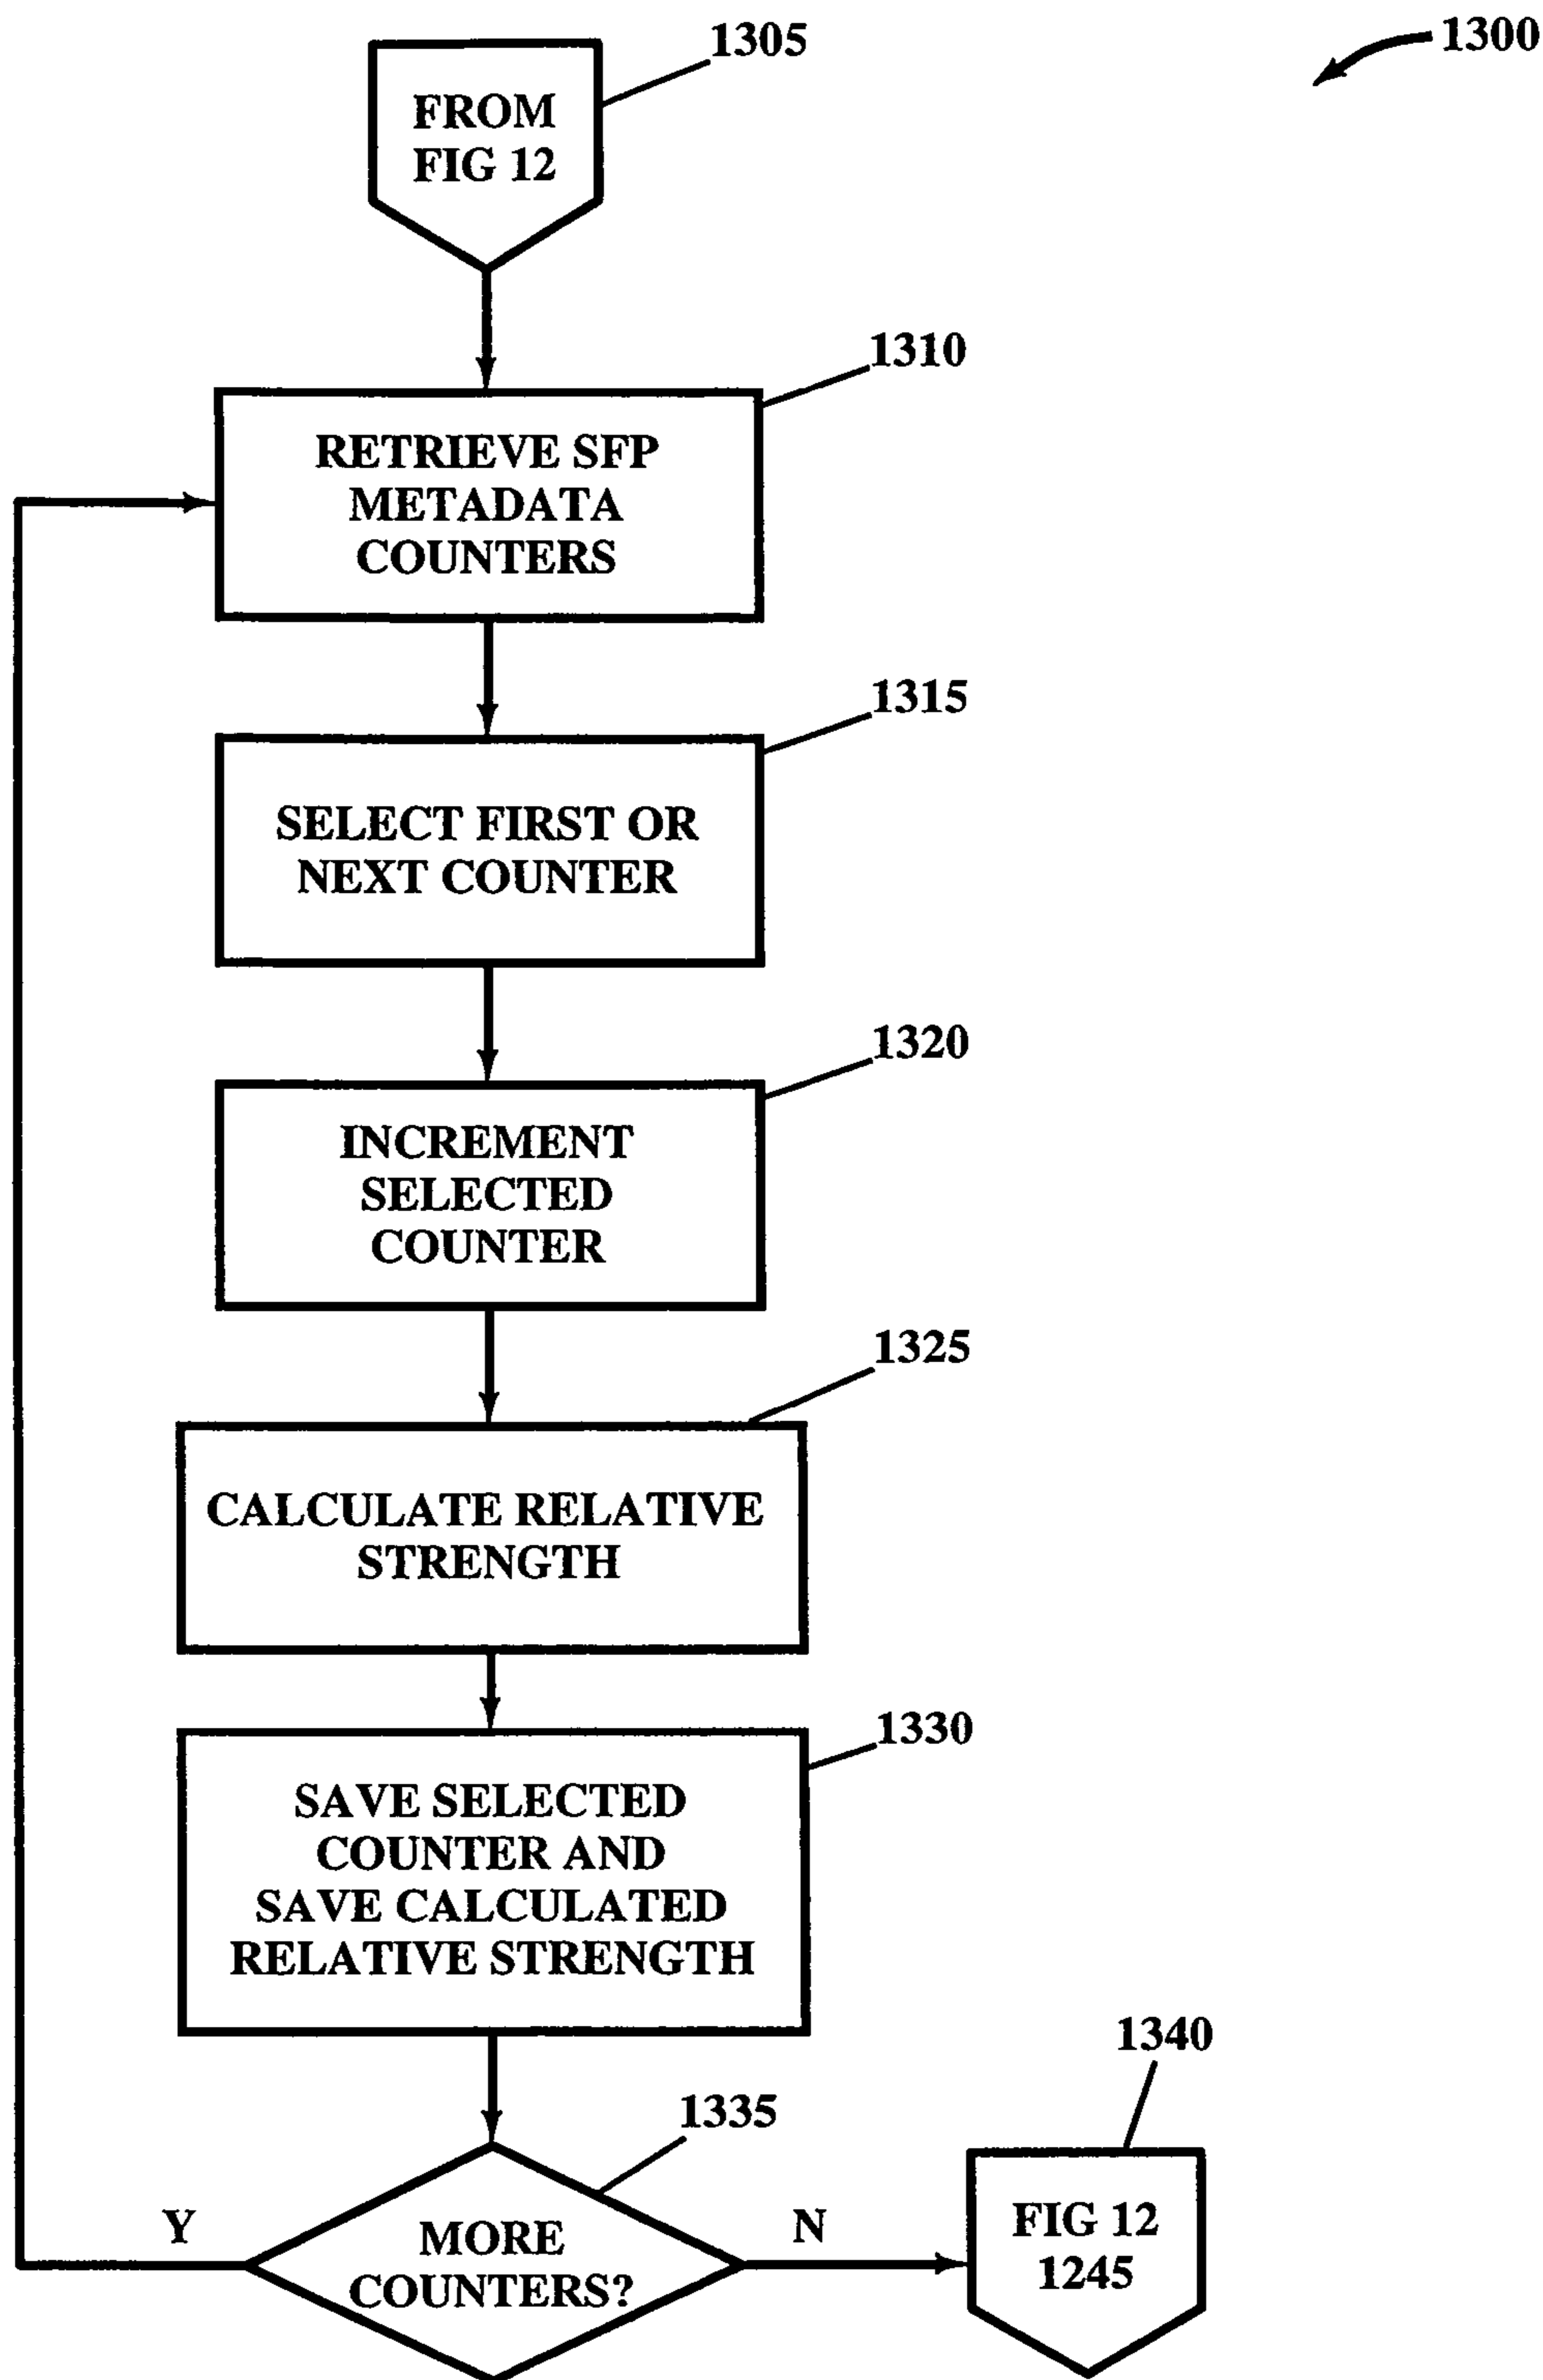 1300
1305
FROM
FIG 12
1310
RETRIEVE SFP
METADATA
COUNTERS
1315
SELECT FIRST OR
NEXT COUNTER
1320
INCREMENT
SELECTED
COUNTER
1325
CALCULATE RELATIVE
STRENGTH
1330
SAVE SELECTED
COUNTER AND
SAVE CALCULATED
RELATIVE STRENGTH
1335
MORE
COUNTERS?
Y
N
1340
FIG 12
1245